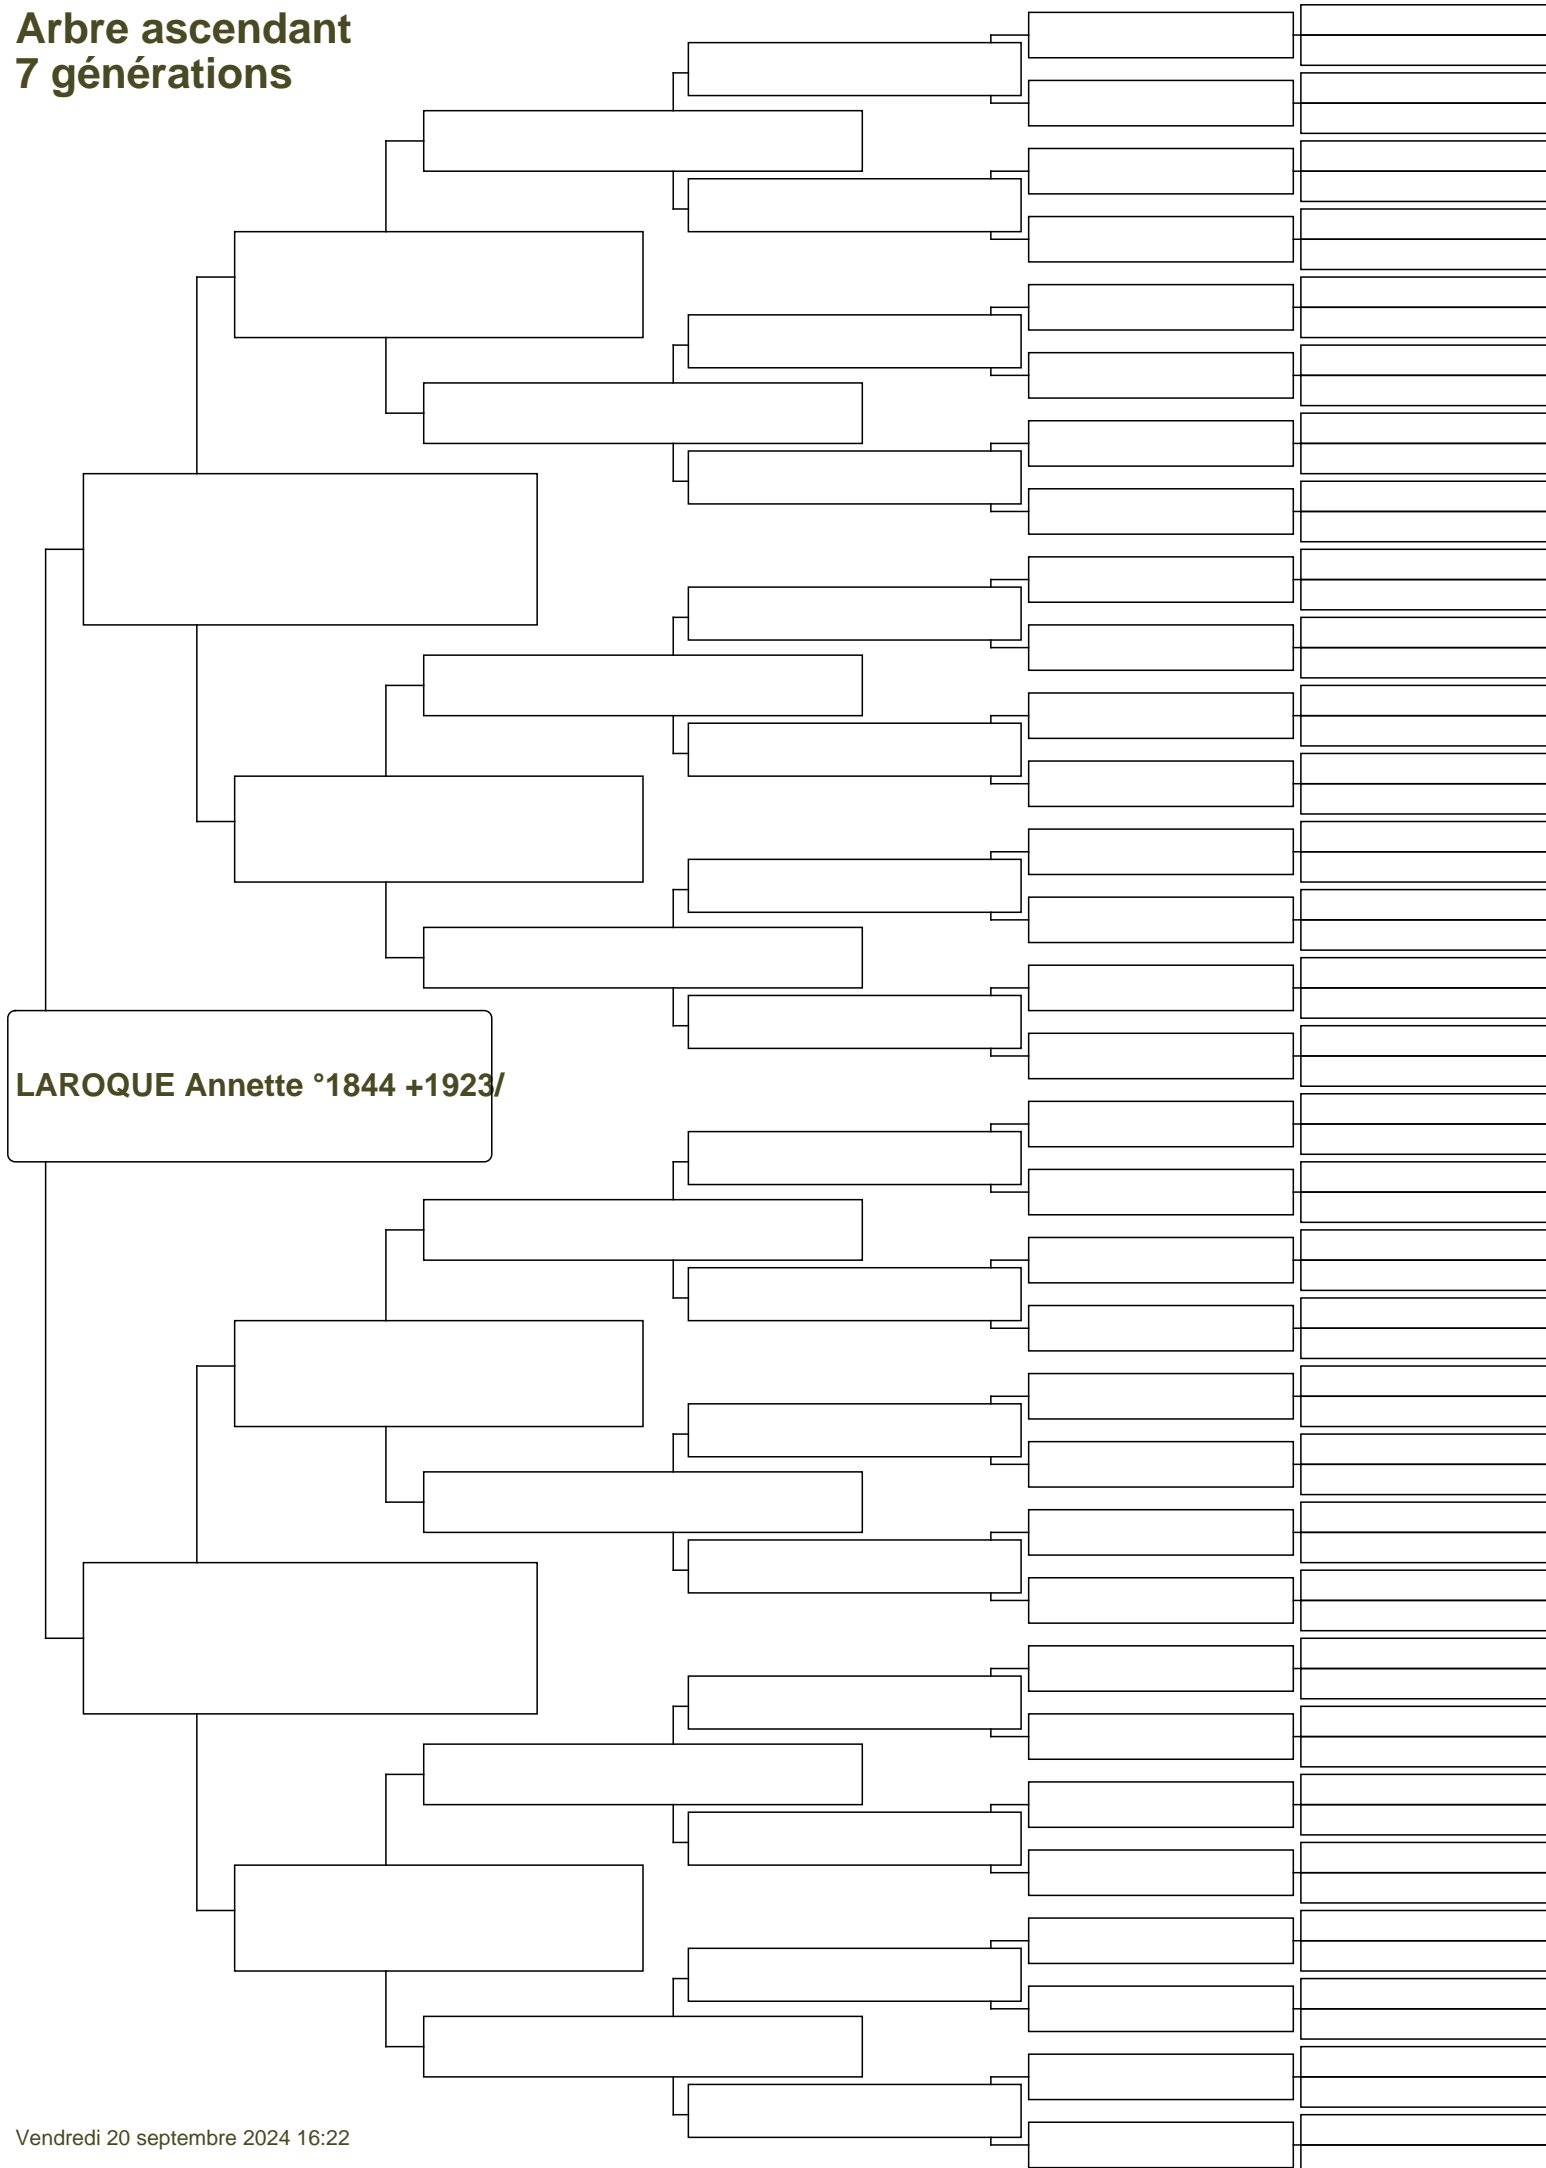 Arbre ascendant
7 générations
LAROQUE Annette °1844 +1923/
Vendredi 20 septembre 2024 16:22